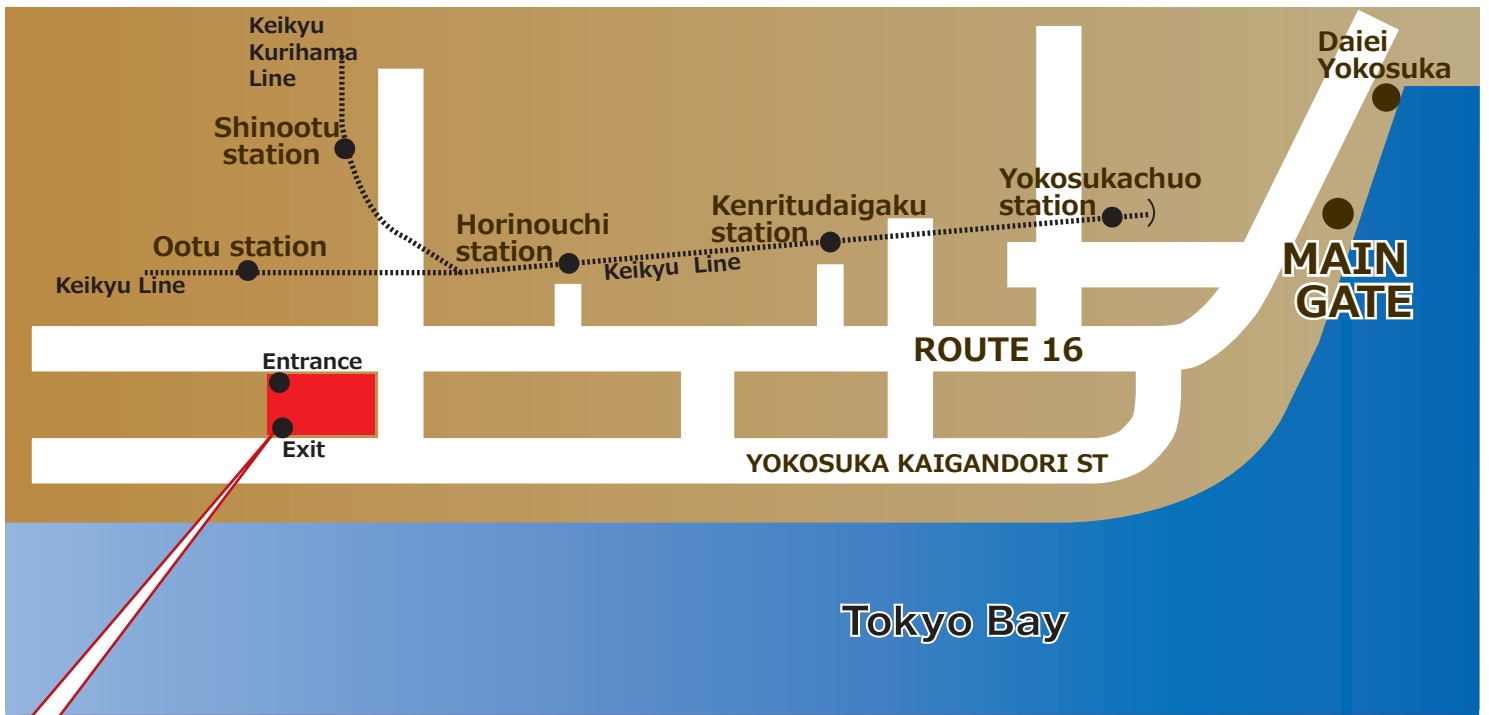 Keikyu
Kurihama
Line
Daiei
Yokosuka
Shinootu
station
Yokosukachuo
station
Kenritudaigaku
station
Horinouchi
station
Ootu station
Keikyu Line
Keikyu Line
MAIN
GATE
ROUTE 16
Entrance
Exit
YOKOSUKA KAIGANDORI ST
Tokyo Bay